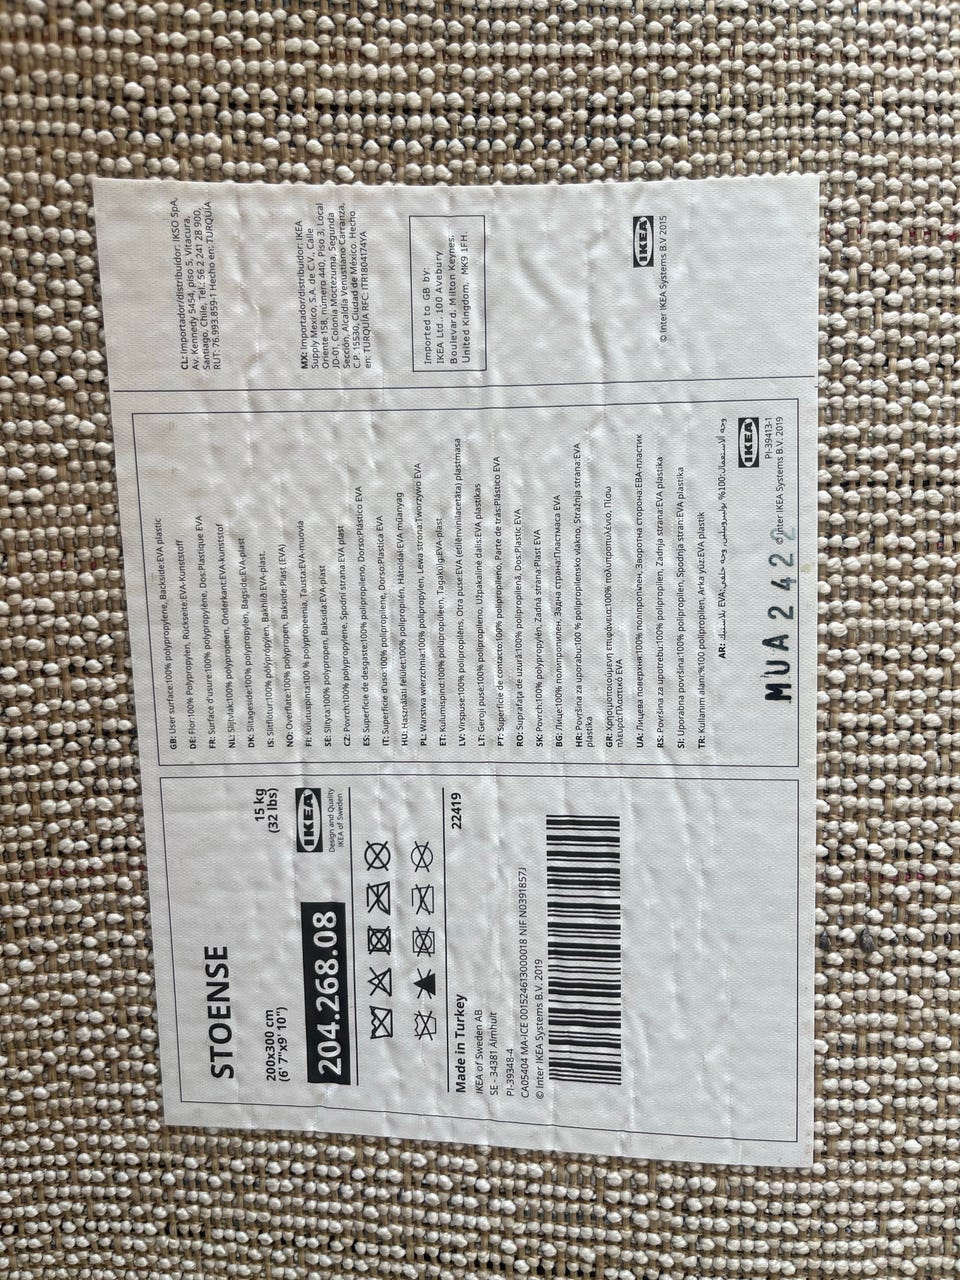 STOENSE
200x300 cm
(6' 7"x9' 10")
15 kg
(32 lbs)
204.268.08
IKEA
Design and Quality
IKEA of Sweden
Made in Turkey
22419
IKEA of Sweden AB
SE - 34381 Älmhult
PI-39348-4
CA05404 MA-ICE 001524613000018 NIF N0391857J
© Inter IKEA Systems B.V. 2019
GB: User surface:100% polypropylene, Backside:EVA plastic
DE: Flor:100% Polypropylen, Rückseite:EVA-Kunststoff
FR: Surface d'usure:100% polypropylène, Dos:Plastique EVA
NL: Slijtvlak:100% polypropeen, Onderkant:EVA-kunststof
DK: Slitageside:100% polypropylen, Bagside:EVA-plast
IS: Slitflötur:100% pólýprópýlen, Bakhlið:EVA-plast.
NO: Overflate:100% polypropen, Bakside:Plast (EVA)
FI: Kulutuspinta:100 % polypropeenia, Tausta:EVA-muovia
SE: Slityta:100% polypropen, Baksida:EVA-plast
CZ: Povrch:100% polypropylene, Spodní strana:EVA plast
ES: Superficie de desgaste:100% polipropileno, Dorso:Plástico EVA
IT: Superficie d'uso:100% polipropilene, Dorso:Plastica EVA
HU: Használati felület:100% polipropilén, Hátoldal:EVA műanyag
PL: Warstwa wierzchnia:100% polipropylen, Lewa strona:Tworzywo EVA
ET: Kulumispind:100% polüpropüleen, Tagakülg:EVA-plast
LV: Virspuse:100% polipropilēns, Otra puse:EVA (etilēnvinilacetāta) plastmasa
LT: Geroji pusė:100% polipropileno, Užpakalinė dalis:EVA plastikas
PT: Superfície de contacto:100% polipropileno, Parte de trás:Plástico EVA
RO: Suprafața de uzură:100% polipropilenă, Dos:Plastic EVA
SK: Povrch:100% polypropylén, Zadná strana:Plast EVA
BG: Лице:100% полипропилен, Задна страна:Пластмаса EVA
HR: Površina za uporabu:100 % polipropilensko vlakno, Stražnja strana:EVA
plastika
GR: Χρησιμοποιούμενη επιφάνεια:100% πολυπροπυλένιο, Πίσω
πλευρά:Πλαστικό EVA
UA: Лицева поверхня:100% поліпропілен, Зворотна сторона:ЕВА-пластик
RS: Površina za upotrebu:100% polipropilen, Zadnja strana:EVA plastika
SI: Uporabna površina:100% polipropilen, Spodnja stran:EVA plastika
TR: Kullanım alanı:%100 polipropilen, Arka yüz:EVA plastik
AR: وجه الاستعمال:100% بوليبروبيلين, وجه خلفي:EVA بلاستيك
IKEA
PI-39413-1
© Inter IKEA Systems B.V. 2019
MUA 2422
CL: Importador/distribuidor: IKSO SpA,
Av. Kennedy 5454, piso 5, Vitacura,
Santiago, Chile, Tel.: 56 2 241 28 900,
RUT: 76.993.859-1 Hecho en: TURQUÍA
MX: Importador/distribuidor: IKEA
Supply Mexico, S.A. de C.V. Calle
Oriente 158, número 440, Piso 3, Local
JD-01, Colonia Moctezuma, Segunda
Sección, Alcaldía Venustiano Carranza,
C.P. 15530, Ciudad de México. Hecho
en: TURQUÍA RFC: ITR1804174YA
Imported to GB by:
IKEA Ltd.,100 Avebury
Boulevard, Milton Keynes,
United Kingdom, MK9 1FH.
IKEA
© Inter IKEA Systems B.V 2015